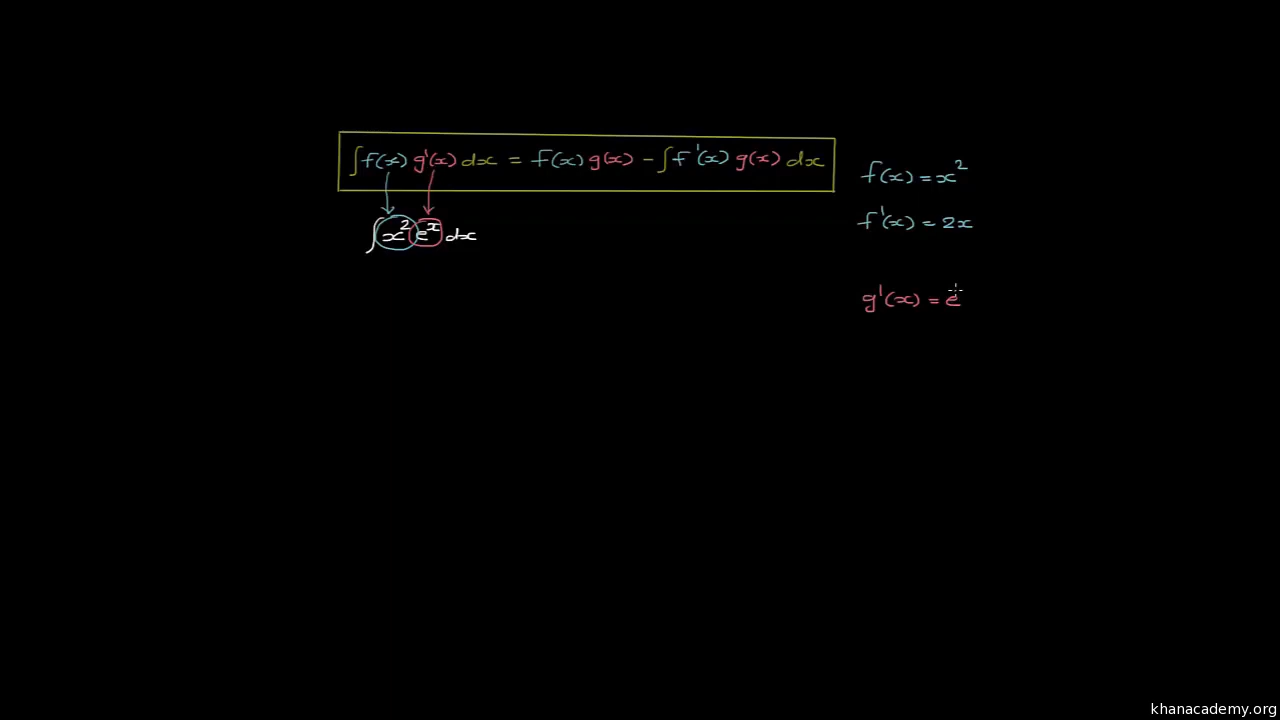 ∫f(x) g'(x) dx = f(x) g(x) − ∫f'(x) g(x) dx
∫x² eˣ dx
f(x) = x²
f'(x) = 2x
g'(x) = e
khanacademy.org